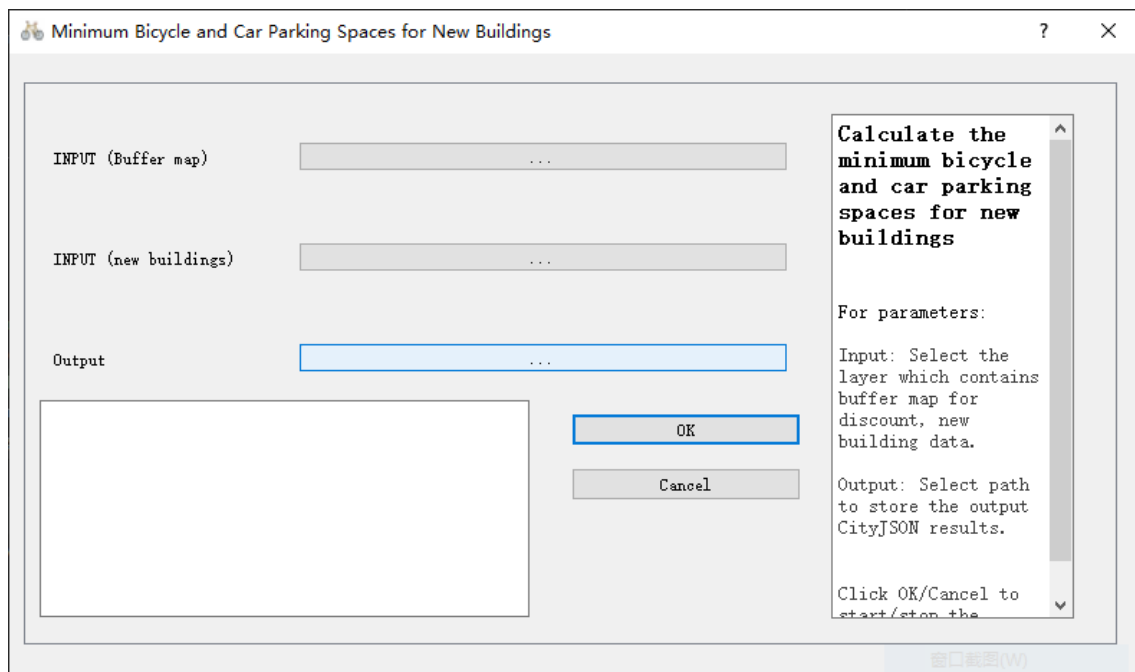 Minimum Bicycle and Car Parking Spaces for New Buildings
?
INPUT (Buffer map)
...
INPUT (new buildings)
...
Output
...
OK
Cancel
Calculate the
minimum bicycle
and car parking
spaces for new
buildings
For parameters:
Input: Select the
layer which contains
buffer map for
discount, new
building data.
Output: Select path
to store the output
CityJSON results.
Click OK/Cancel to
start/stop the
窗口截图(W)